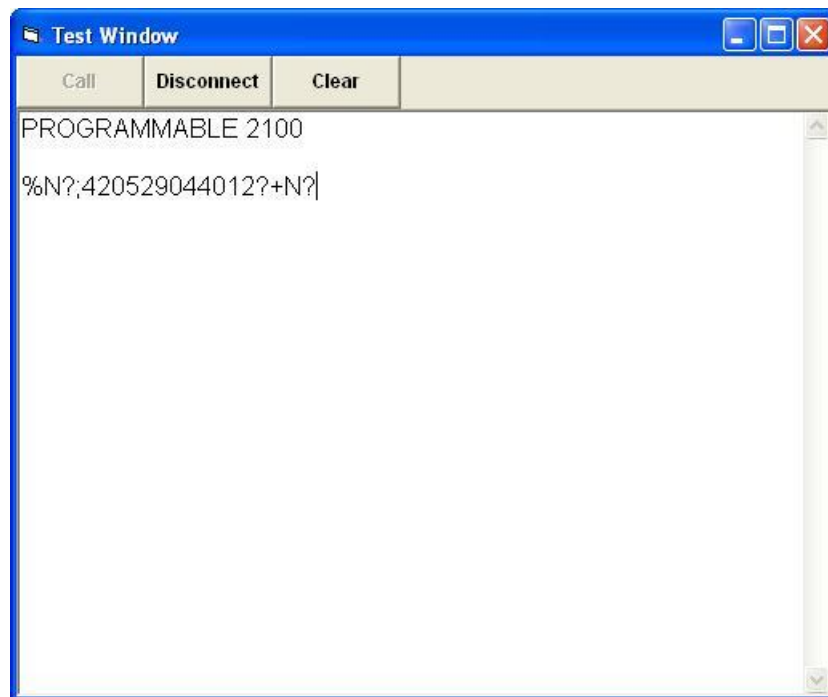 Test Window
Call Disconnect Clear
PROGRAMMABLE 2100
%N?;420529044012?+N?